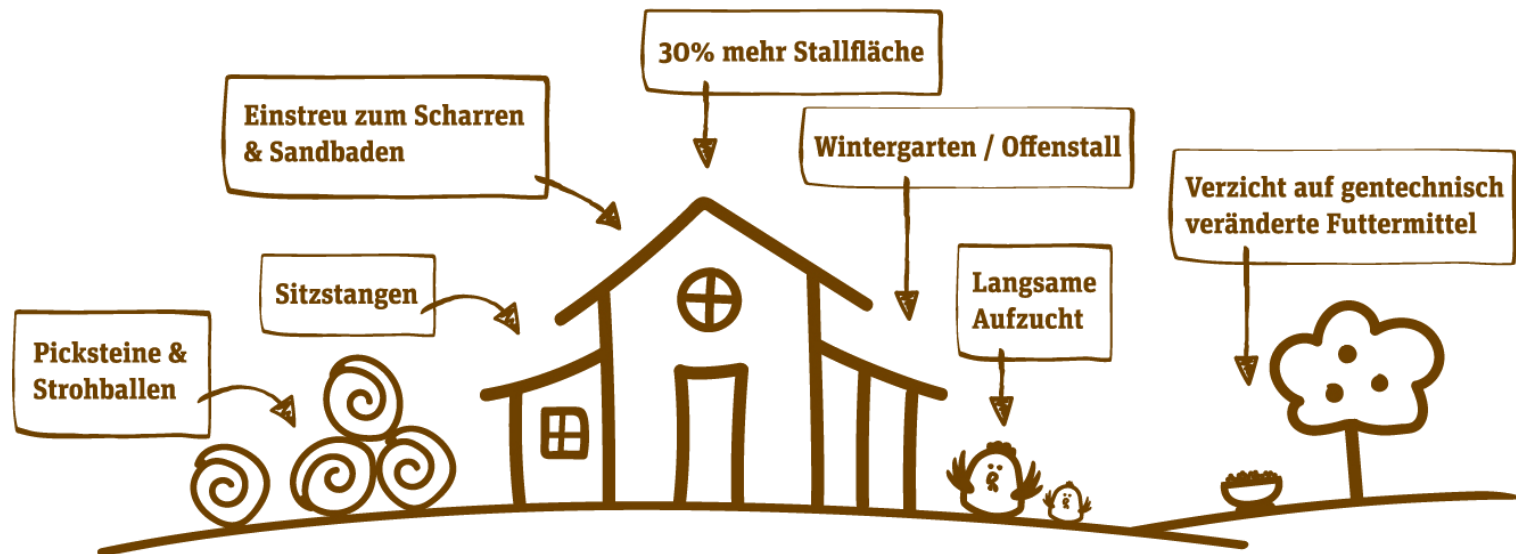 30% mehr Stallfläche
Einstreu zum Scharren
& Sandbaden
Wintergarten / Offenstall
Verzicht auf gentechnisch
veränderte Futtermittel
Sitzstangen
Langsame
Aufzucht
Picksteine &
Strohballen